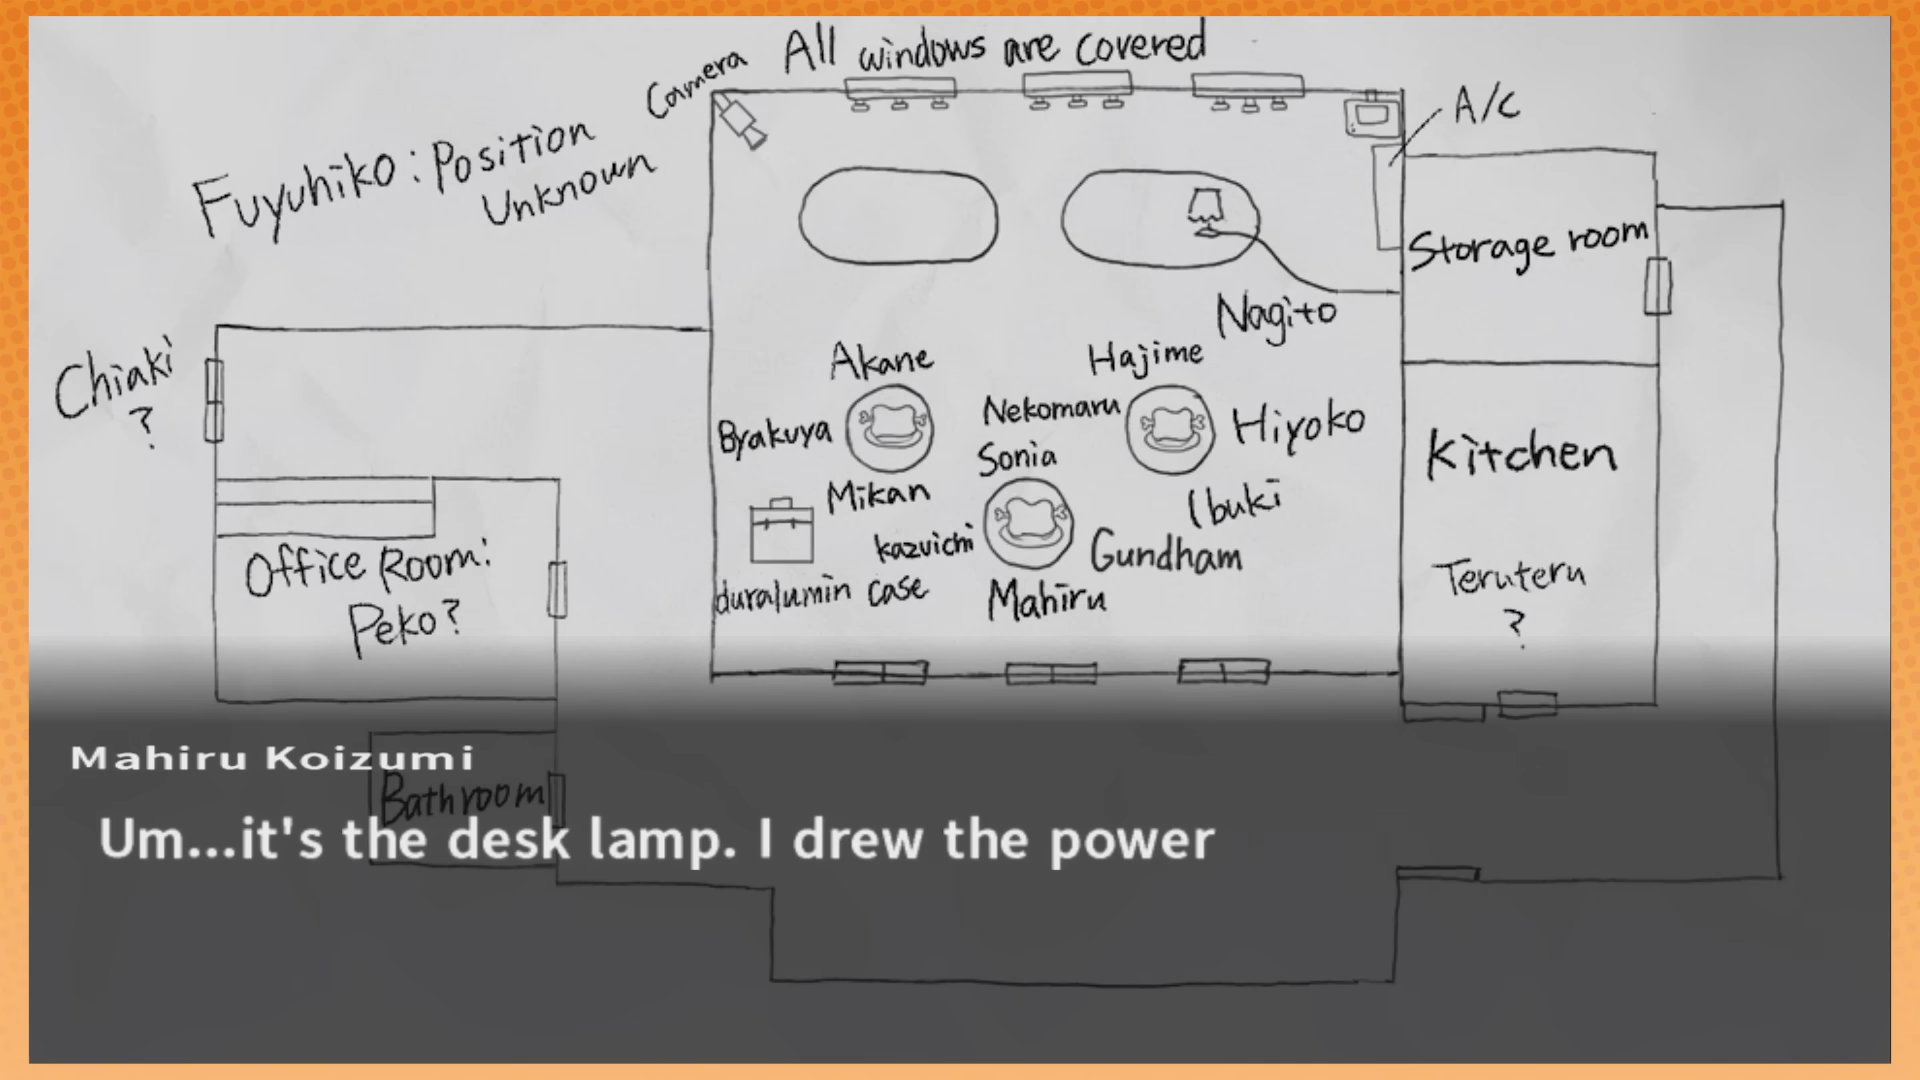 All windows are covered
Camera
A/C
Fuyuhiko: Position
Unknown
Storage room
Nagito
Chiaki
?
Akane
Hajime
Nekomaru
Byakuya
Hiyoko
Sonia
Kitchen
Mikan
Ibuki
kazuichi
Gundham
Office Room:
Peko?
duralumin case
Mahiru
Teruteru
?
Mahiru Koizumi
Bathroom
Um...it's the desk lamp. I drew the power